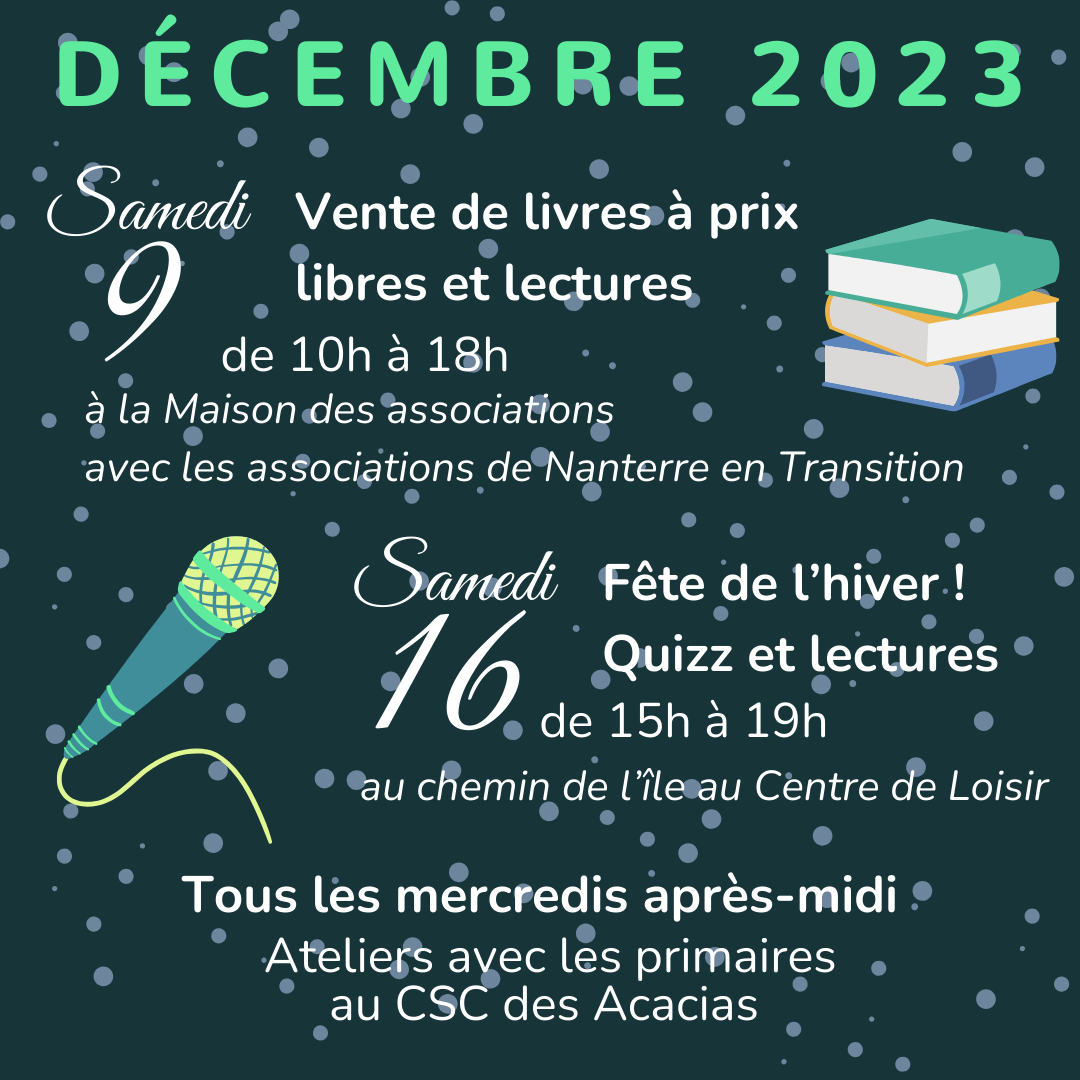 DÉCEMBRE 2023
Samedi
9
Vente de livres à prix
libres et lectures
de 10h à 18h
à la Maison des associations
avec les associations de Nanterre en Transition
Samedi
16
Fête de l'hiver !
Quizz et lectures
de 15h à 19h
au chemin de l'île au Centre de Loisir
Tous les mercredis après-midi
Ateliers avec les primaires
au CSC des Acacias